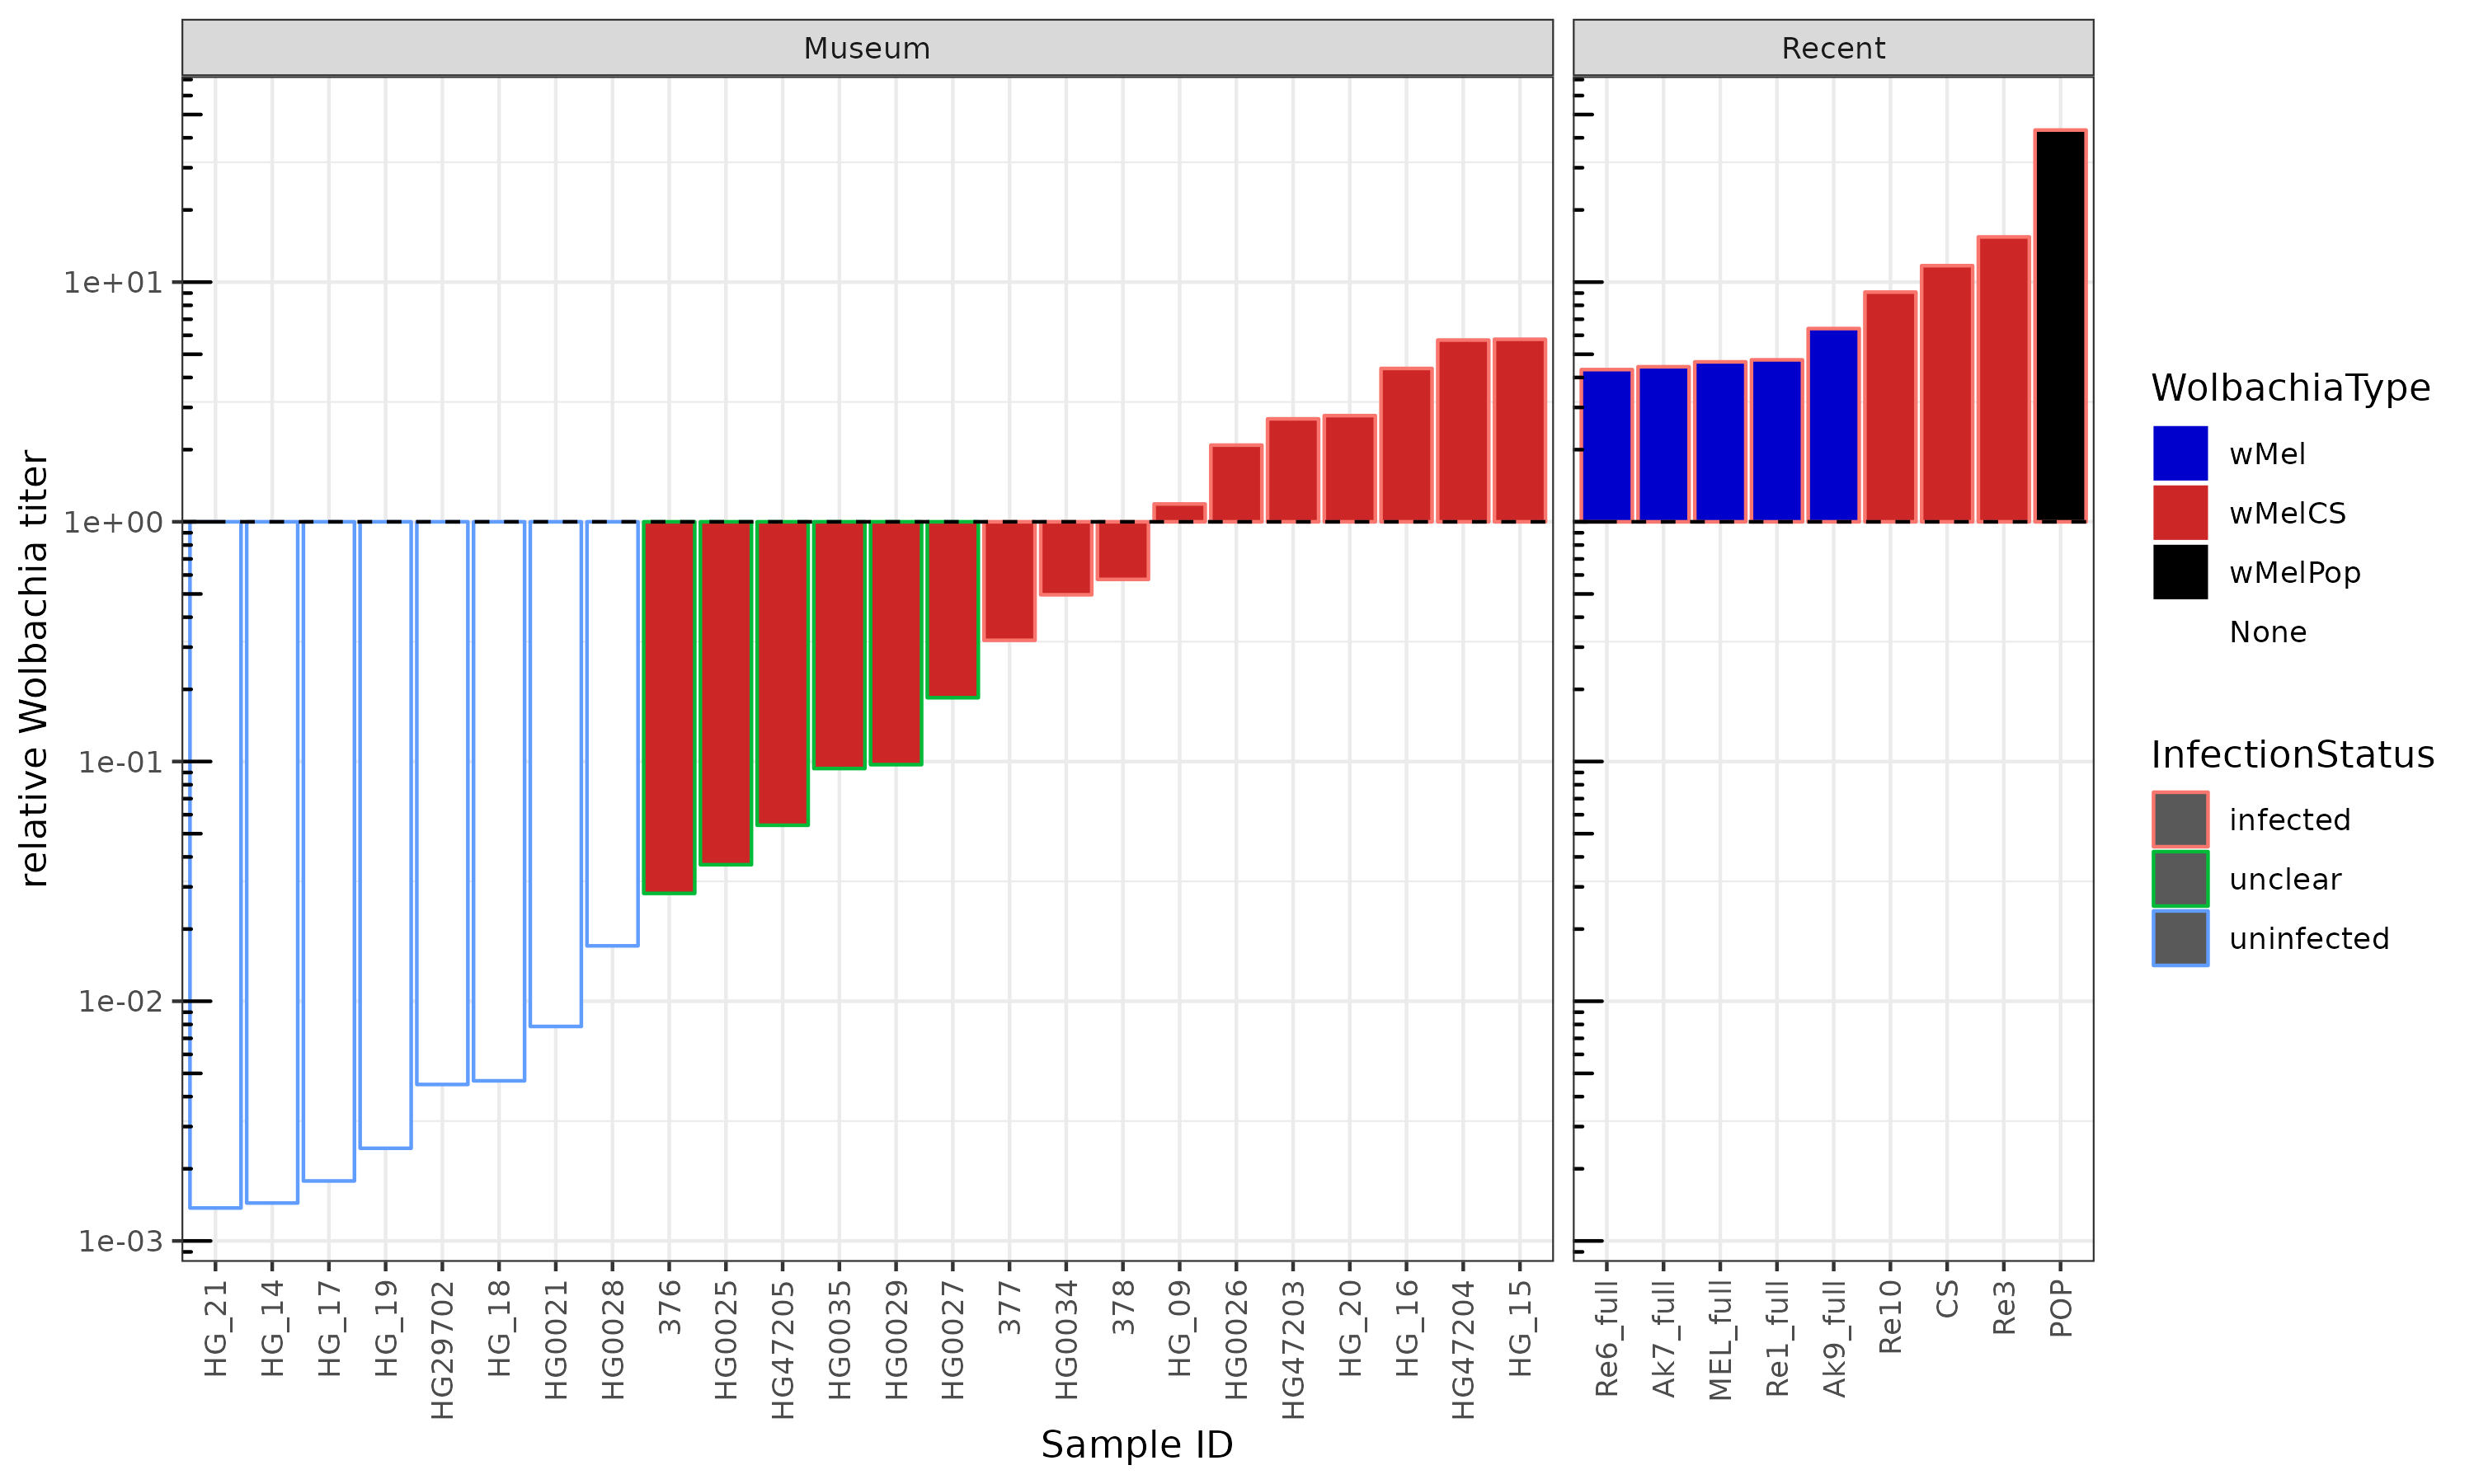 Museum
Recent
relative Wolbachia titer
1e+01
1e+00
1e-01
1e-02
1e-03
HG_21
HG_14
HG_17
HG_19
HG29702
HG_18
HG0021
HG0028
376
HG0025
HG47205
HG0035
HG0029
HG0027
377
HG0034
378
HG_09
HG0026
HG47203
HG_20
HG_16
HG47204
HG_15
Re6_full
Ak7_full
MEL_full
Re1_full
Ak9_full
Re10
CS
Re3
POP
Sample ID
WolbachiaType
wMel
wMelCS
wMelPop
None
InfectionStatus
infected
unclear
uninfected